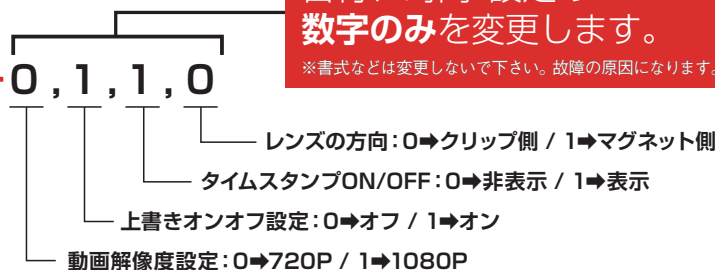 数字のみを変更します。
※書式などは変更しないで下さい。故障の原因になります。
0,1,1,0
レンズの方向：0➡クリップ側 / 1➡マグネット側
タイムスタンプON/OFF：0➡非表示 / 1➡表示
上書きオンオフ設定：0➡オフ / 1➡オン
動画解像度設定：0➡720P / 1➡1080P